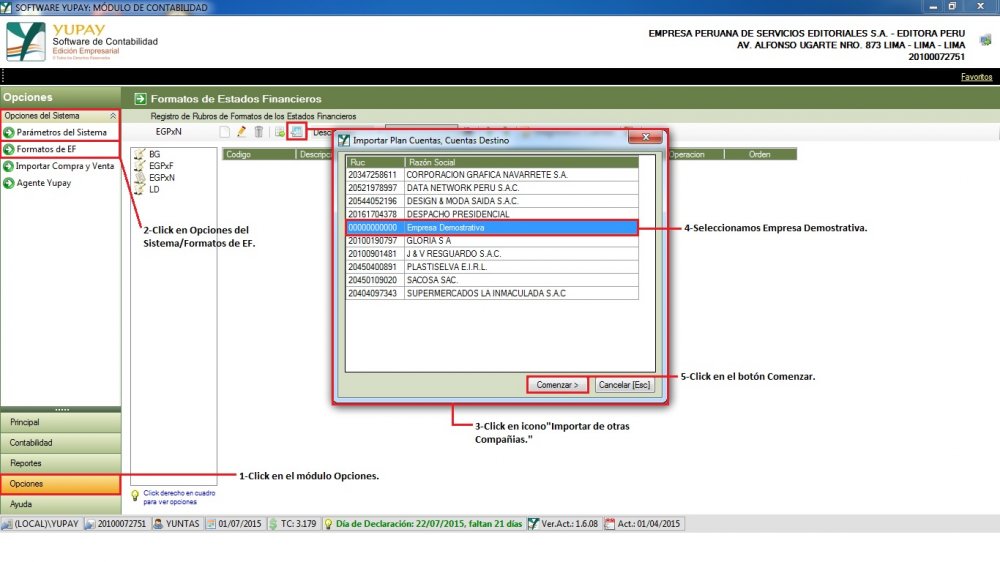 SOFTWARE YUPAY: MÓDULO DE CONTABILIDAD
YUPAY
Software de Contabilidad
Edición Empresarial
EMPRESA PERUANA DE SERVICIOS EDITORIALES S.A. - EDITORA PERU
AV. ALFONSO UGARTE NRO. 873 LIMA - LIMA - LIMA
20100072751
Favoritos
Opciones
Formatos de Estados Financieros
Opciones del Sistema
Registro de Rubros de Formatos de los Estados Financieros
Parámetros del Sistema
EGPxN
Formatos de EF
Importar Compra y Venta
Agente Yupay
BG
EGPxF
EGPxN
LD
Codigo
Operacion
Orden
Importar Plan Cuentas, Cuentas Destino
Ruc Razón Social
20347258611 CORPORACION GRAFICA NAVARRETE S.A.
20521978997 DATA NETWORK PERU S.A.C.
20544052196 DESIGN & MODA SAIDA S.A.C.
20161704378 DESPACHO PRESIDENCIAL
00000000000 Empresa Demostrativa
20100190797 GLORIA S A
20100901481 J & V RESGUARDO S.A.C.
20450400891 PLASTISELVA E.I.R.L.
20450109020 SACOSA SAC.
20404097343 SUPERMERCADOS LA INMACULADA S.A.C
Comenzar >
Cancelar [Esc]
2-Click en Opciones del
Sistema/Formatos de EF.
4-Seleccionamos Empresa Demostrativa.
5-Click en el botón Comenzar.
3-Click en icono"Importar de otras
Compañias."
1-Click en el módulo Opciones.
Principal
Contabilidad
Reportes
Opciones
Ayuda
Click derecho en cuadro
para ver opciones
(LOCAL)\YUPAY 20100072751 YUNTAS 01/07/2015 TC: 3.179 Día de Declaración: 22/07/2015, faltan 21 días Ver.Act.: 1.6.08 Act.: 01/04/2015